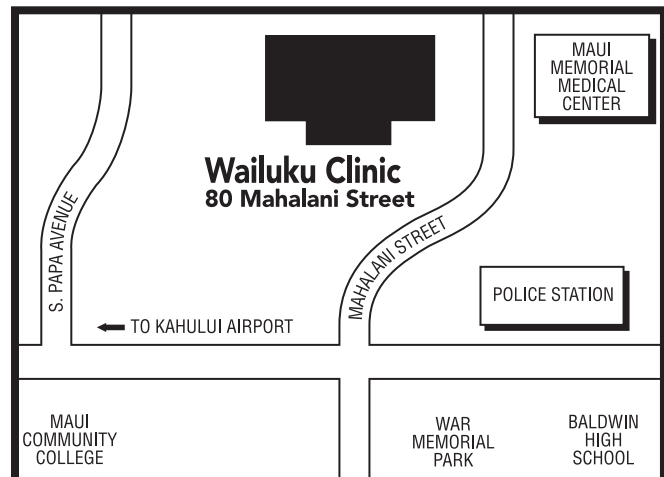 MAUI
MEMORIAL
MEDICAL
CENTER
Wailuku Clinic
80 Mahalani Street
S. PAPA AVENUE
MAHALANI STREET
POLICE STATION
← TO KAHULUI AIRPORT
MAUI
COMMUNITY
COLLEGE
WAR
MEMORIAL
PARK
BALDWIN
HIGH
SCHOOL